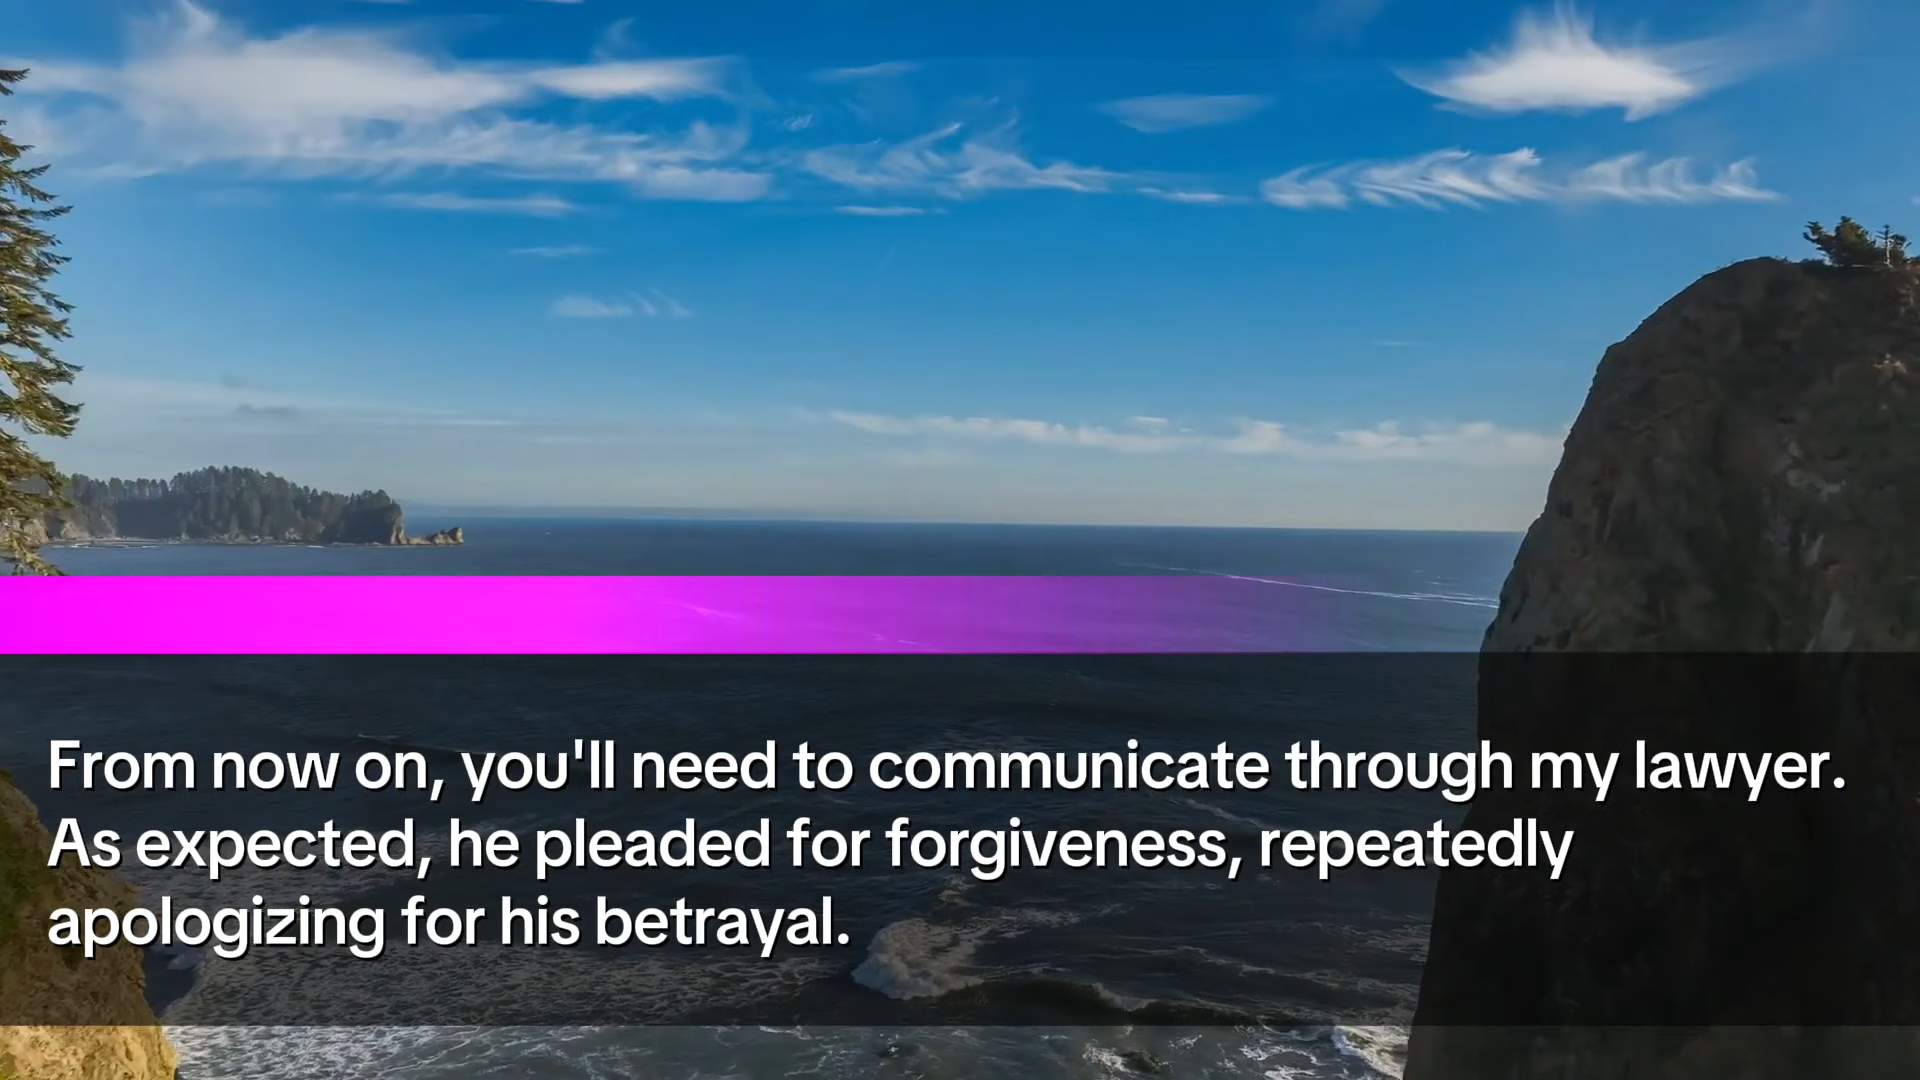 From now on, you'll need to communicate through my lawyer.
As expected, he pleaded for forgiveness, repeatedly
apologizing for his betrayal.